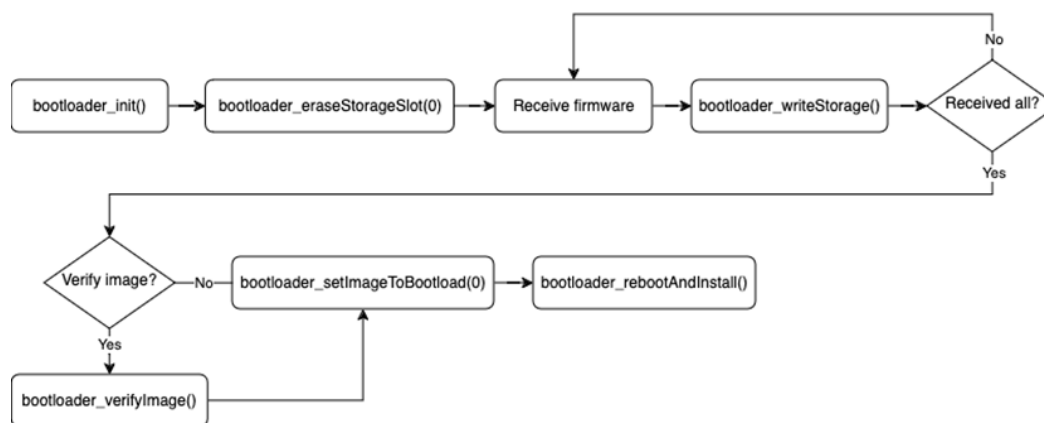 No
bootloader_init()
bootloader_eraseStorageSlot(0)
Receive firmware
bootloader_writeStorage()
Received all?
Yes
Verify image?
No
bootloader_setImageToBootload(0)
bootloader_rebootAndInstall()
Yes
bootloader_verifyImage()